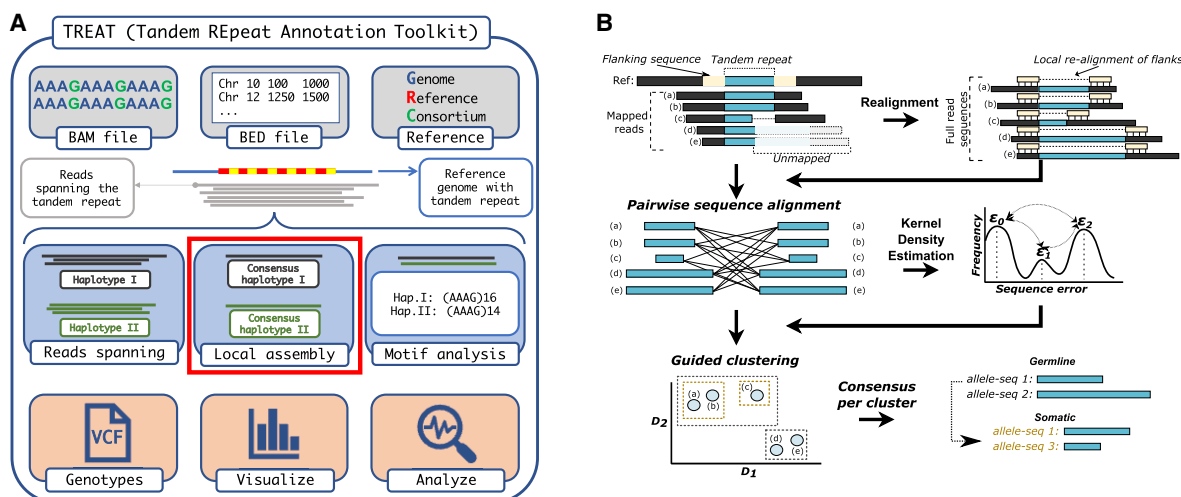 A
TREAT (Tandem REpeat Annotation Toolkit)
AAAGAAAGAAAG
AAAGAAAGAAAG
BAM file
Chr 10 100 1000
Chr 12 1250 1500
...
BED file
Genome
Reference
Consortium
Reference
Reads
spanning the
tandem repeat
Reference
genome with
tandem repeat
Haplotype I
Haplotype II
Reads spanning
Consensus
haplotype I
Consensus
haplotype II
Local assembly
Hap.I: (AAAG)16
Hap.II: (AAAG)14
Motif analysis
VCF
Genotypes
Visualize
Analyze
B
Flanking sequence
Tandem repeat
Ref:
(a)
(b)
(c)
(d)
(e)
Mapped
reads
Unmapped
Realignment
Local re-alignment of flanks
Full read
sequences
(a)
(b)
(c)
(d)
(e)
Pairwise sequence alignment
(a)
(b)
(c)
(d)
(e)
(a)
(b)
(c)
(d)
(e)
Kernel
Density
Estimation
Frequency
ε0
ε1
ε2
Sequence error
Guided clustering
D2
(a)
(b)
(c)
(d)
(e)
D1
Consensus
per cluster
Germline
allele-seq 1:
allele-seq 2:
Somatic
allele-seq 1:
allele-seq 3: